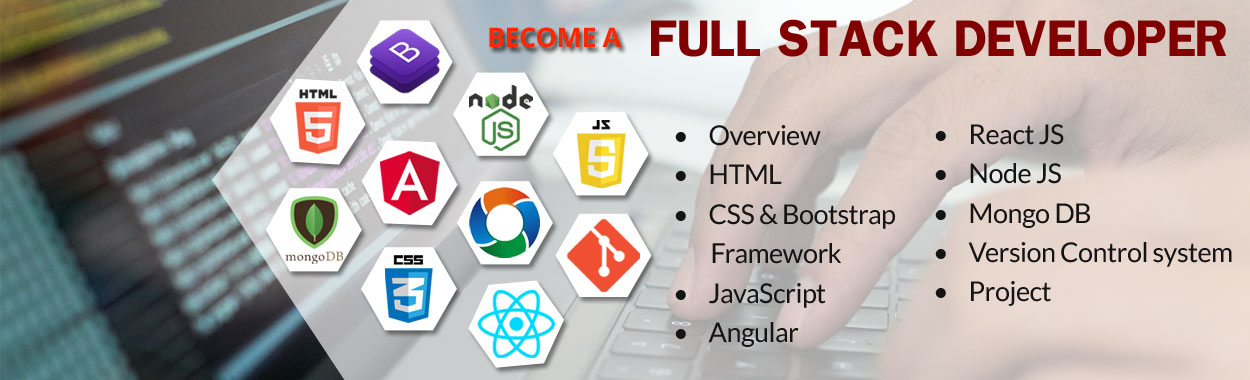 BECOME A FULL STACK DEVELOPER
HTML
5
B
node
JS
JS
5
A
mongoDB
CSS
3
• Overview
• HTML
• CSS & Bootstrap
Framework
• JavaScript
• Angular
• React JS
• Node JS
• Mongo DB
• Version Control system
• Project